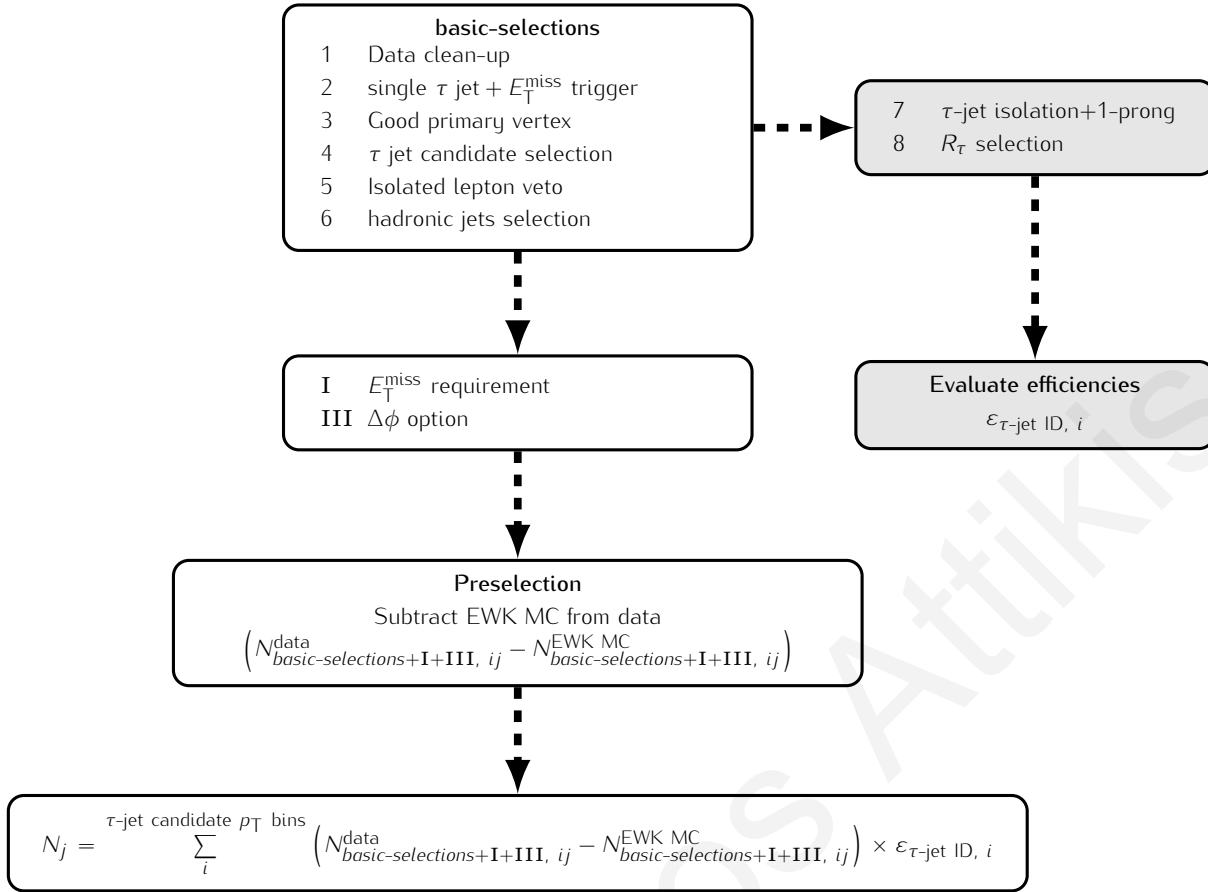 basic-selections
1 Data clean-up
2 single τ jet + E_T^miss trigger
3 Good primary vertex
4 τ jet candidate selection
5 Isolated lepton veto
6 hadronic jets selection
7 τ-jet isolation+1-prong
8 R_τ selection
I E_T^miss requirement
III Δϕ option
Evaluate efficiencies
ε_τ-jet ID, i
Preselection
Subtract EWK MC from data
(N^data_basic-selections+I+III, ij − N^EWK MC_basic-selections+I+III, ij)
N_j = ∑_i^τ-jet candidate p_T bins (N^data_basic-selections+I+III, ij − N^EWK MC_basic-selections+I+III, ij) × ε_τ-jet ID, i
os Attikis